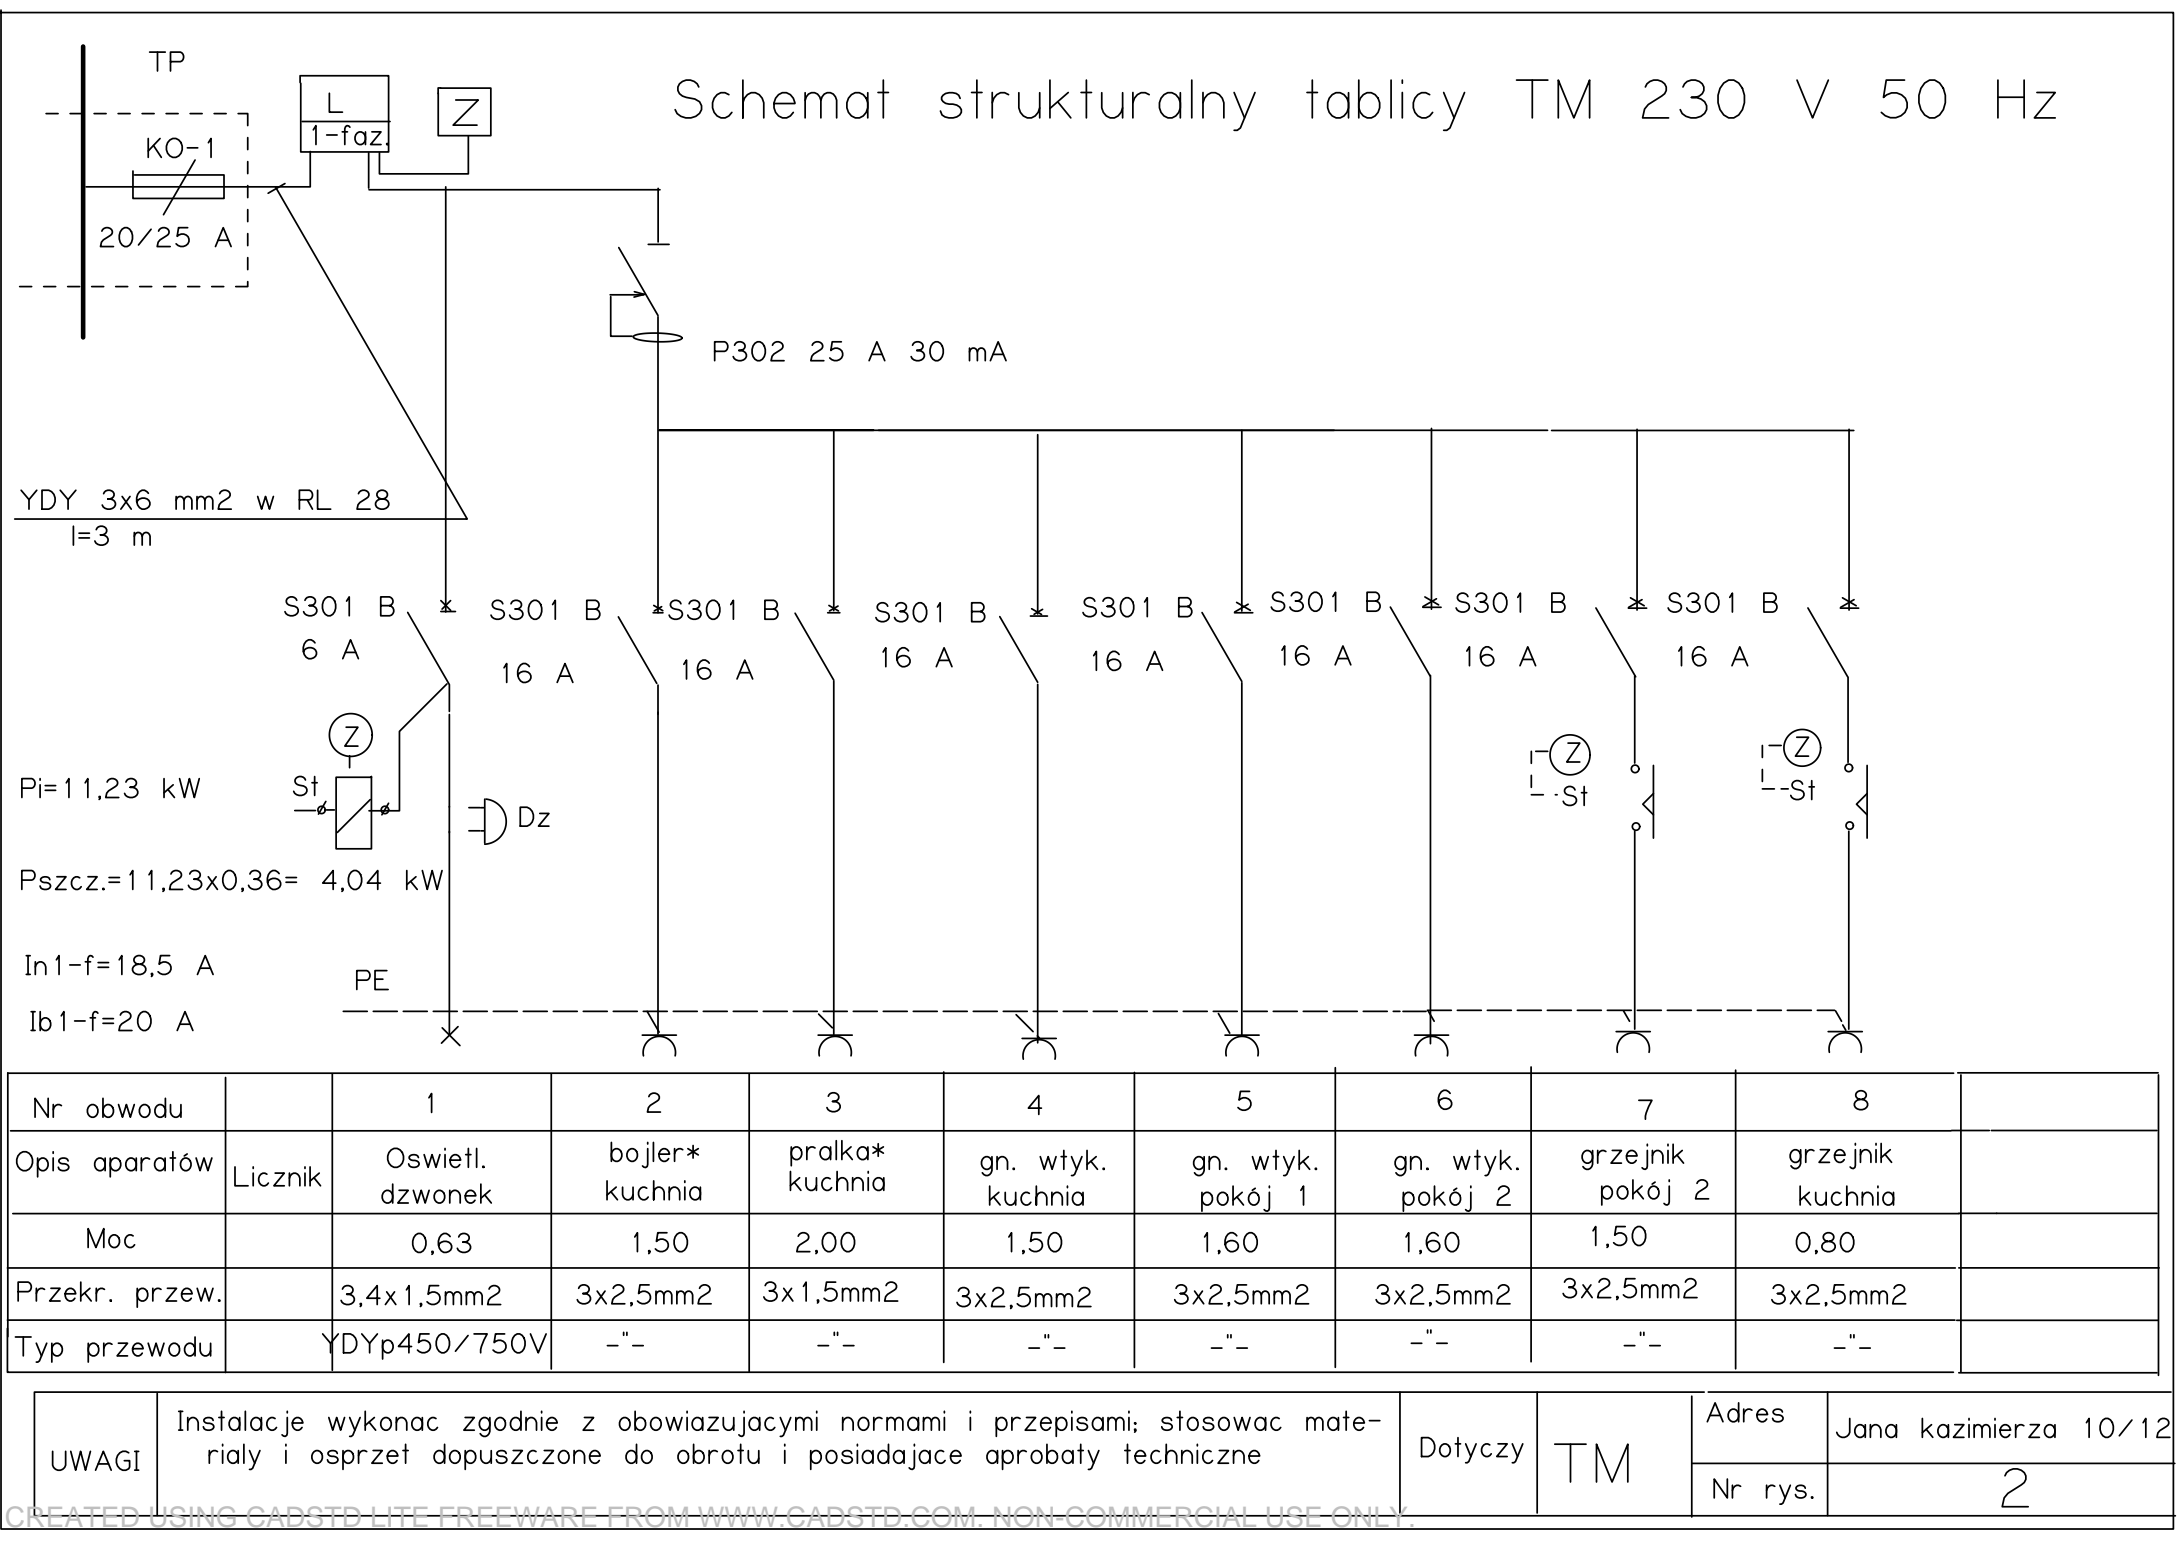 TP
L
Z
1-faz.
Schemat strukturalny tablicy TM 230 V 50 Hz
KO-1
20/25 A
P302 25 A 30 mA
YDY 3x6 mm2 w RL 28
l=3 m
S301 B
6 A
S301 B
16 A
S301 B
16 A
S301 B
16 A
S301 B
16 A
S301 B
16 A
S301 B
16 A
S301 B
16 A
Z
St
Dz
Z
St
Z
St
Pi=11,23 kW
Pszcz.=11,23x0,36= 4,04 kW
In1-f=18,5 A
Ib1-f=20 A
PE
Nr obwodu 1 2 3 4 5 6 7 8
Opis aparatów
Licznik
Oswietl.
dzwonek
bojler*
kuchnia
pralka*
kuchnia
gn. wtyk.
kuchnia
gn. wtyk.
pokój 1
gn. wtyk.
pokój 2
grzejnik
pokój 2
grzejnik
kuchnia
Moc 0,63 1,50 2,00 1,50 1,60 1,60 1,50 0,80
Przekr. przew. 3,4x1,5mm2 3x2,5mm2 3x1,5mm2 3x2,5mm2 3x2,5mm2 3x2,5mm2 3x2,5mm2 3x2,5mm2
Typ przewodu YDYp450/750V -"- -"- -"- -"- -"- -"- -"-
UWAGI
Instalacje wykonac zgodnie z obowiazujacymi normami i przepisami; stosowac mate-
rialy i osprzet dopuszczone do obrotu i posiadajace aprobaty techniczne
Dotyczy
TM
Adres
Jana kazimierza 10/12
Nr rys.
2
CREATED USING CADSTD LITE FREEWARE FROM WWW.CADSTD.COM. NON-COMMERCIAL USE ONLY.